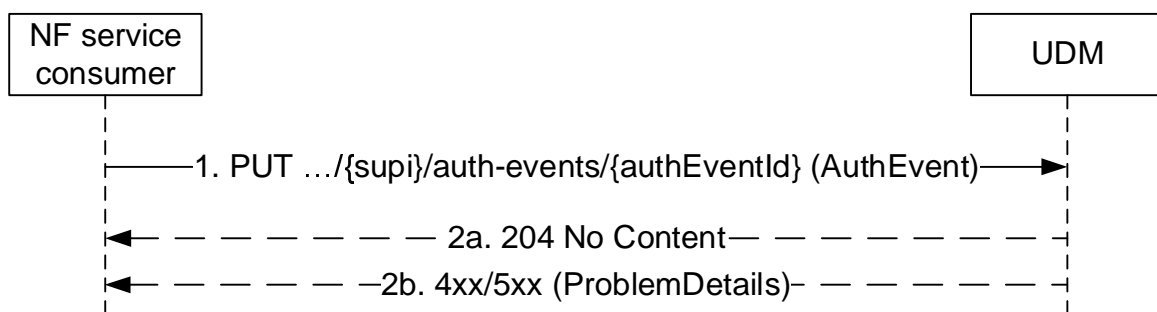 NF service
consumer
UDM
1. PUT …/{supi}/auth-events/{authEventId} (AuthEvent)
2a. 204 No Content
2b. 4xx/5xx (ProblemDetails)